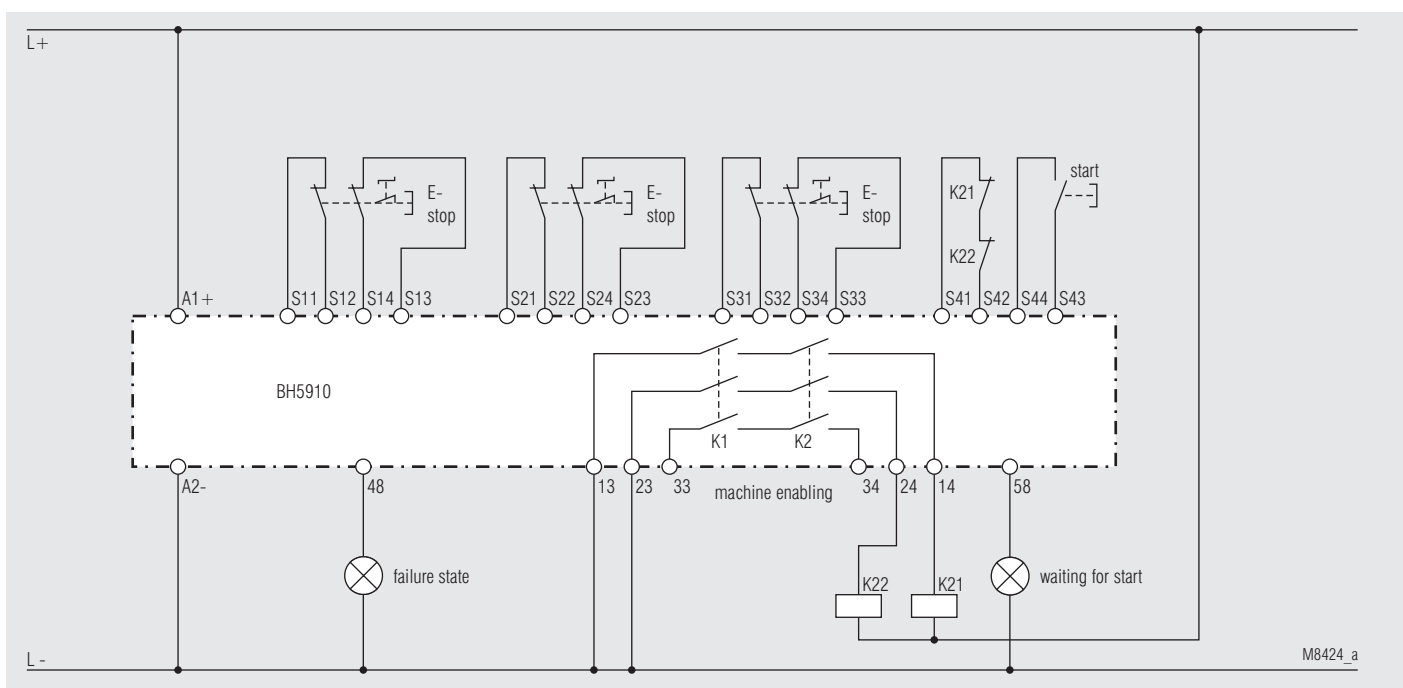 L+
start
K21
E-
stop
E-
stop
E-
stop
K22
A1+
S11
S12
S14
S13
S21
S22
S24
S23
S31
S32
S34
S33
S41
S42
S44
S43
BH5910
K1
K2
A2-
48
13
23
33
machine enabling
34
24
14
58
failure state
K22
K21
waiting for start
L -
M8424_a